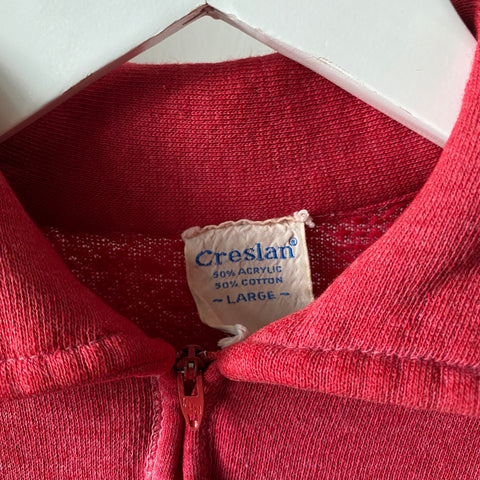 Creslan®
50% ACRYLIC
50% COTTON
~ LARGE ~